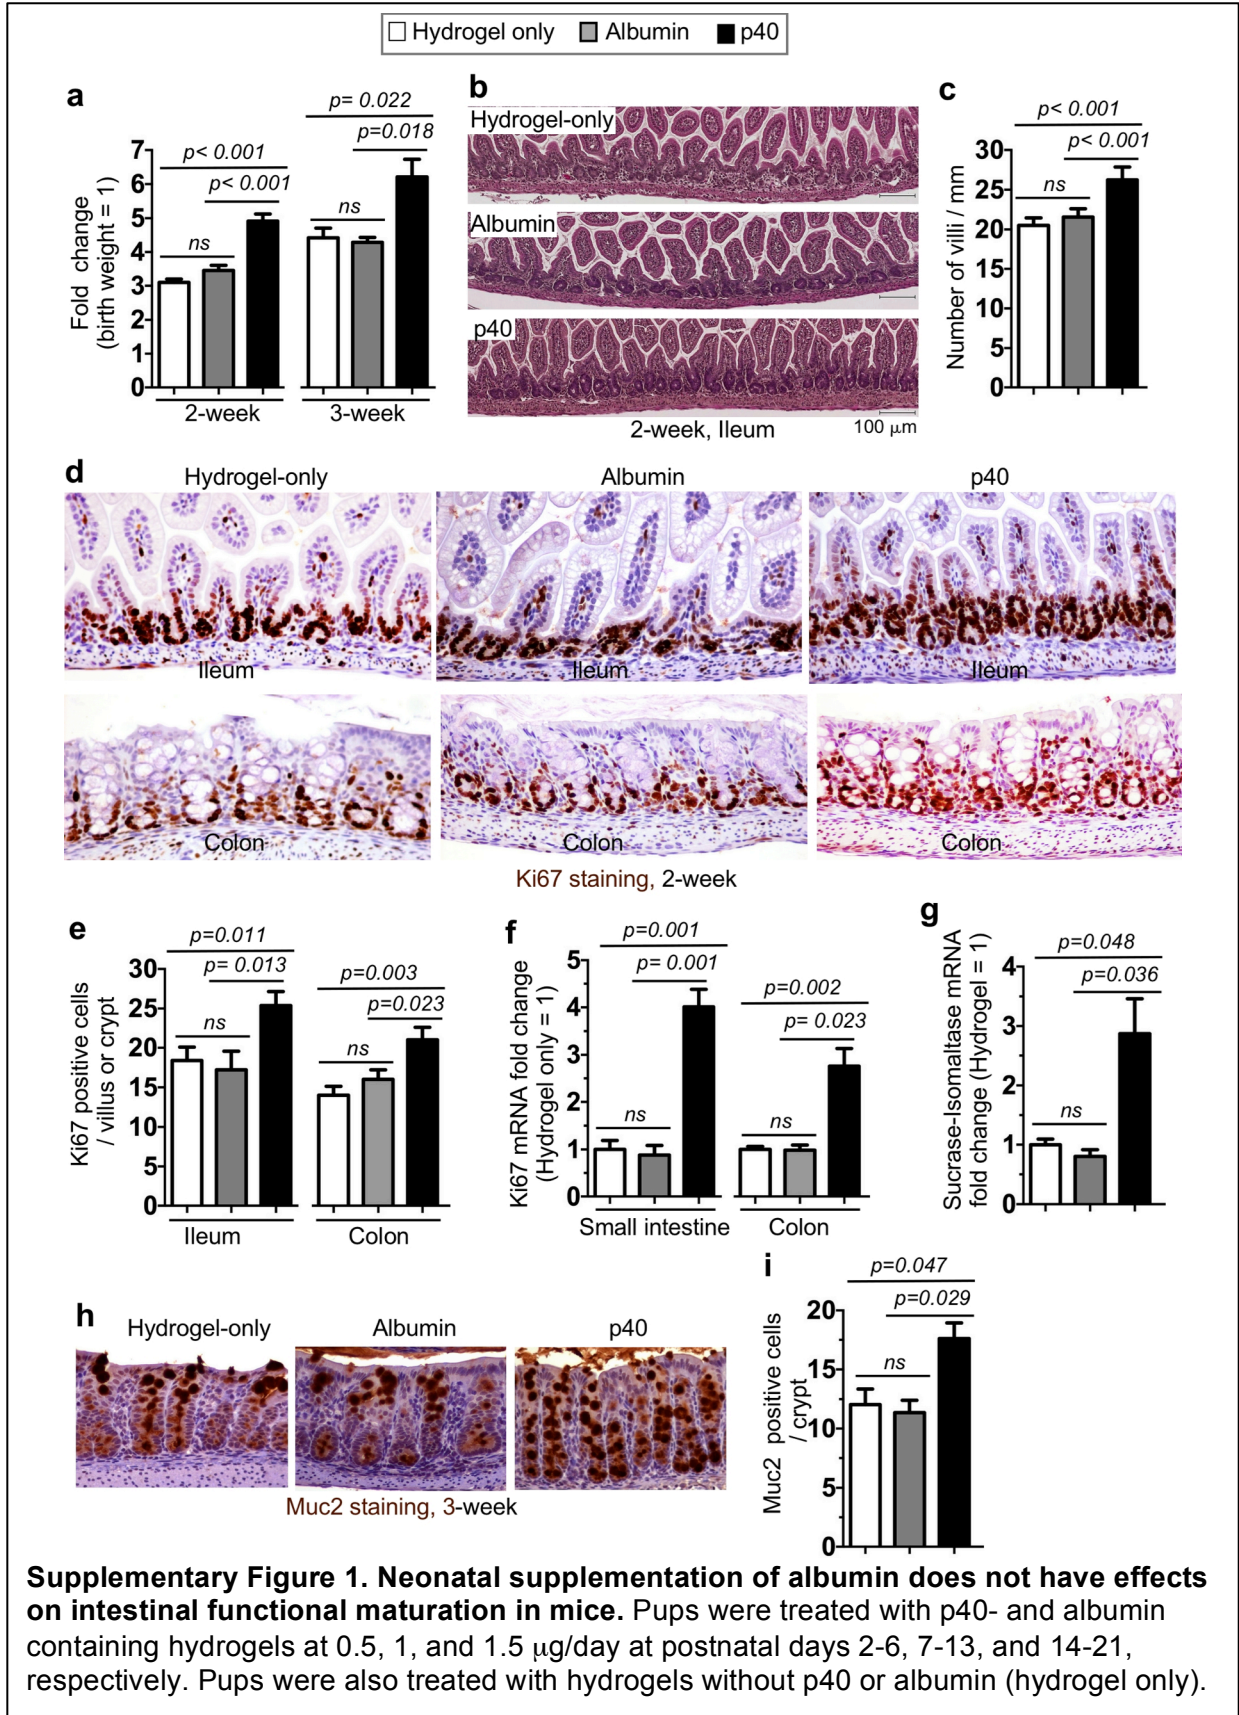 Hydrogel only Albumin p40
a
p= 0.022
p=0.018
p< 0.001
p< 0.001
ns
ns
Fold change
(birth weight = 1)
7
6
5
4
3
2
1
0
2-week 3-week
b
Hydrogel-only
Albumin
p40
2-week, Ileum
100 μm
c
p< 0.001
p< 0.001
ns
Number of villi / mm
30
25
20
15
10
5
0
d
Hydrogel-only Albumin p40
Ileum Ileum Ileum
Colon Colon Colon
Ki67 staining, 2-week
e
p=0.011
p= 0.013
p=0.003
p=0.023
ns
ns
Ki67 positive cells
/ villus or crypt
30
25
20
15
10
5
0
Ileum Colon
f
p=0.001
p= 0.001
p=0.002
p= 0.023
ns
ns
Ki67 mRNA fold change
(Hydrogel only = 1)
5
4
3
2
1
0
Small intestine Colon
g
p=0.048
p=0.036
ns
Sucrase-Isomaltase mRNA
fold change (Hydrogel = 1)
4
3
2
1
0
h
Hydrogel-only Albumin p40
Muc2 staining, 3-week
i
p=0.047
p=0.029
ns
Muc2 positive cells
/ crypt
20
15
10
5
0
Supplementary Figure 1. Neonatal supplementation of albumin does not have effects
on intestinal functional maturation in mice. Pups were treated with p40- and albumin
containing hydrogels at 0.5, 1, and 1.5 μg/day at postnatal days 2-6, 7-13, and 14-21,
respectively. Pups were also treated with hydrogels without p40 or albumin (hydrogel only).